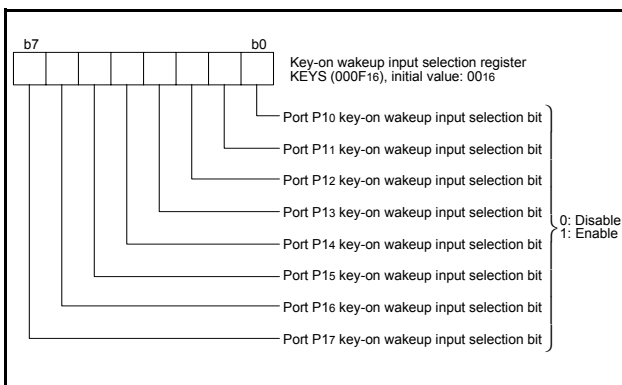 b7 b0
Key-on wakeup input selection register
KEYS (000F16), initial value: 0016
Port P10 key-on wakeup input selection bit
Port P11 key-on wakeup input selection bit
Port P12 key-on wakeup input selection bit
Port P13 key-on wakeup input selection bit
Port P14 key-on wakeup input selection bit
Port P15 key-on wakeup input selection bit
Port P16 key-on wakeup input selection bit
Port P17 key-on wakeup input selection bit
0: Disable
1: Enable